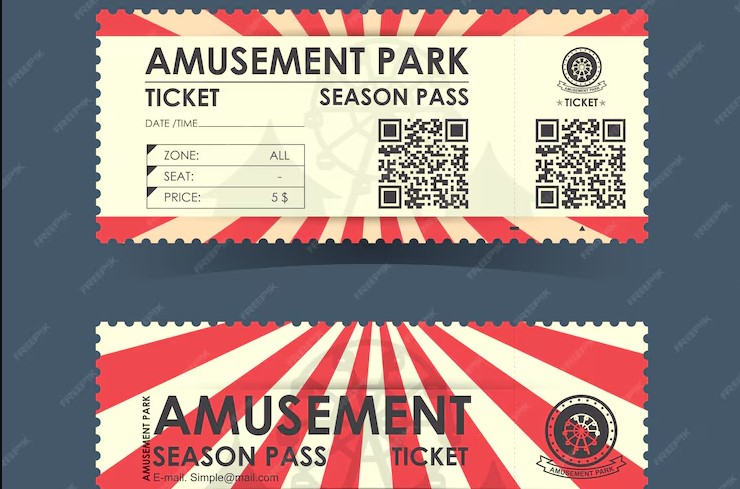 AMUSEMENT PARK
TICKET SEASON PASS
DATE /TIME
ZONE: ALL
SEAT: -
PRICE: 5 $
AMUSEMENT PARK
★TICKET★
AMUSEMENT PARK
AMUSEMENT
SEASON PASS TICKET
E-mail. Simple@mail.com
AMUSEMENT PARK
FREEPIK